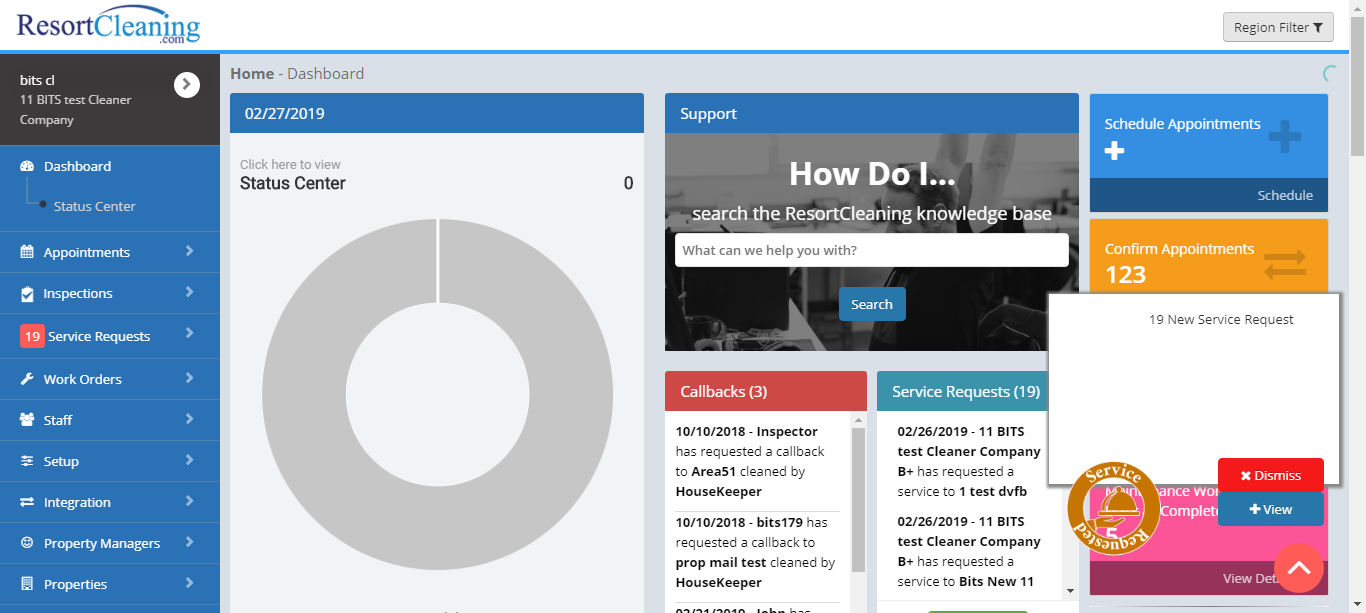 ResortCleaning
.com
Region Filter
bits cl
11 BITS test Cleaner
Company
Dashboard
Status Center
Appointments
Inspections
19 Service Requests
Work Orders
Staff
Setup
Integration
Property Managers
Properties
Home - Dashboard
02/27/2019
Click here to view
Status Center 0
Support
How Do I...
search the ResortCleaning knowledge base
What can we help you with?
Search
Callbacks (3)
10/10/2018 - Inspector
has requested a callback
to Area51 cleaned by
HouseKeeper
10/10/2018 - bits179 has
requested a callback to
prop mail test cleaned by
HouseKeeper
02/21/2019 - John has
Service Requests (19)
02/26/2019 - 11 BITS
test Cleaner Company
B+ has requested a
service to 1 test dvfb
02/26/2019 - 11 BITS
test Cleaner Company
B+ has requested a
service to Bits New 11
Schedule Appointments
Schedule
Confirm Appointments
123
19 New Service Request
Dismiss
View
Service
Requested
Maintenance Wor
Complete
5
View Det